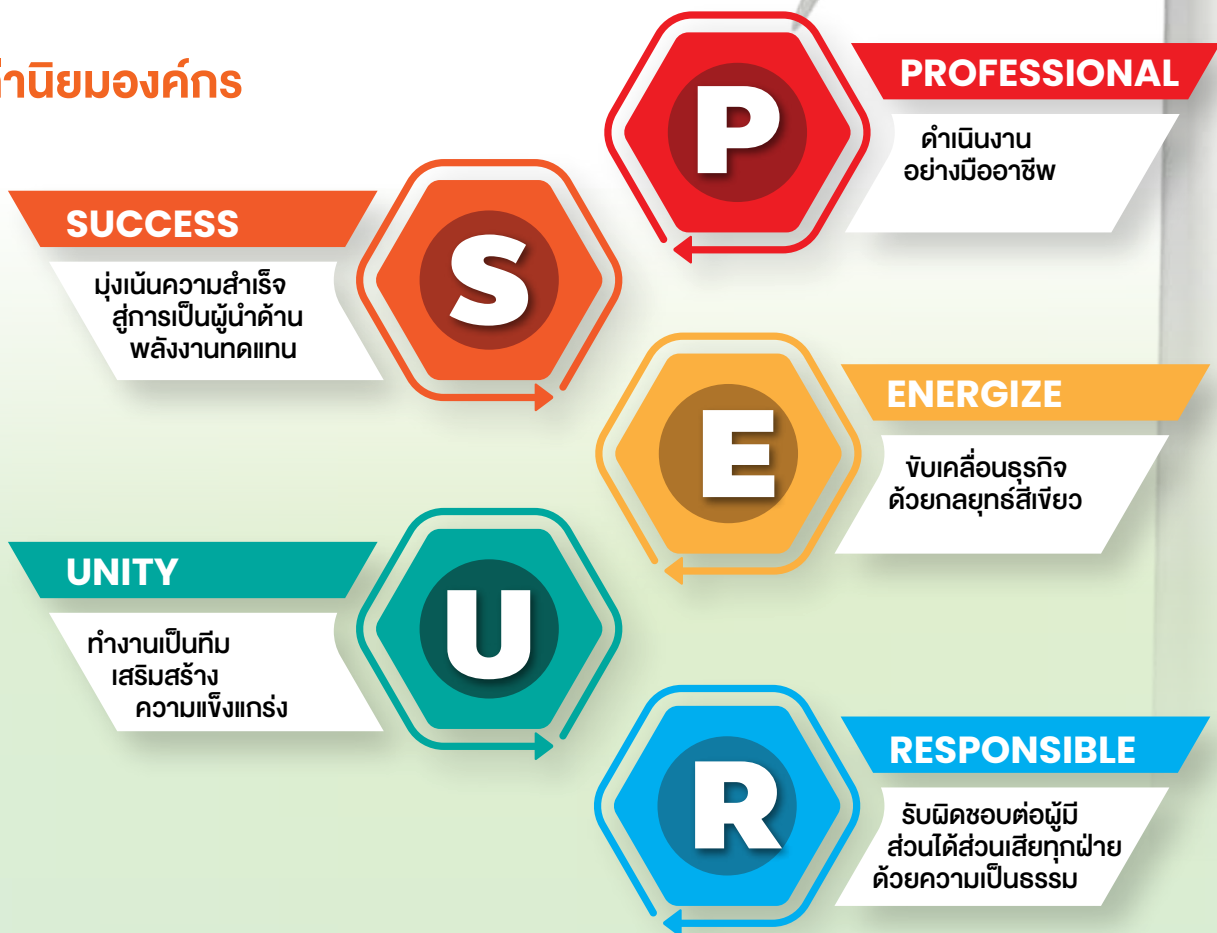 ค่านิยมองค์กร
P
PROFESSIONAL
ดำเนินงาน
อย่างมืออาชีพ
SUCCESS
มุ่งเน้นความสำเร็จ
สู่การเป็นผู้นำด้าน
พลังงานทดแทน
S
E
ENERGIZE
ขับเคลื่อนธุรกิจ
ด้วยกลยุทธ์สีเขียว
UNITY
ทำงานเป็นทีม
เสริมสร้าง
ความแข็งแกร่ง
U
R
RESPONSIBLE
รับผิดชอบต่อผู้มี
ส่วนได้ส่วนเสียทุกฝ่าย
ด้วยความเป็นธรรม